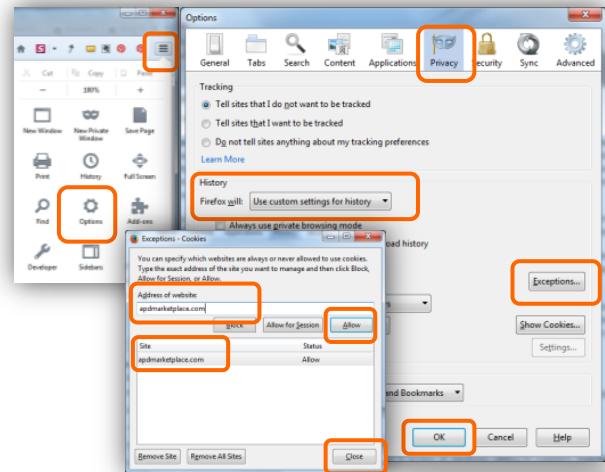 Cut Copy Paste
− 180% +
New Window New Private Window Save Page
Print History Full Screen
Find Options Add-ons
Developer Sidebars
Options
General Tabs Search Content Applications Privacy Security Sync Advanced
Tracking
Tell sites that I do not want to be tracked
Tell sites that I want to be tracked
Do not tell sites anything about my tracking preferences
Learn More
History
Firefox will: Use custom settings for history
Always use private browsing mode
oad history
Exceptions...
Show Cookies...
Settings...
and Bookmarks
OK Cancel Help
Exceptions - Cookies
You can specify which websites are always or never allowed to use cookies.
Type the exact address of the site you want to manage and then click Block,
Allow for Session, or Allow.
Address of website:
apdmarketplace.com
Block Allow for Session Allow
Site Status
apdmarketplace.com Allow
Remove Site Remove All Sites Close